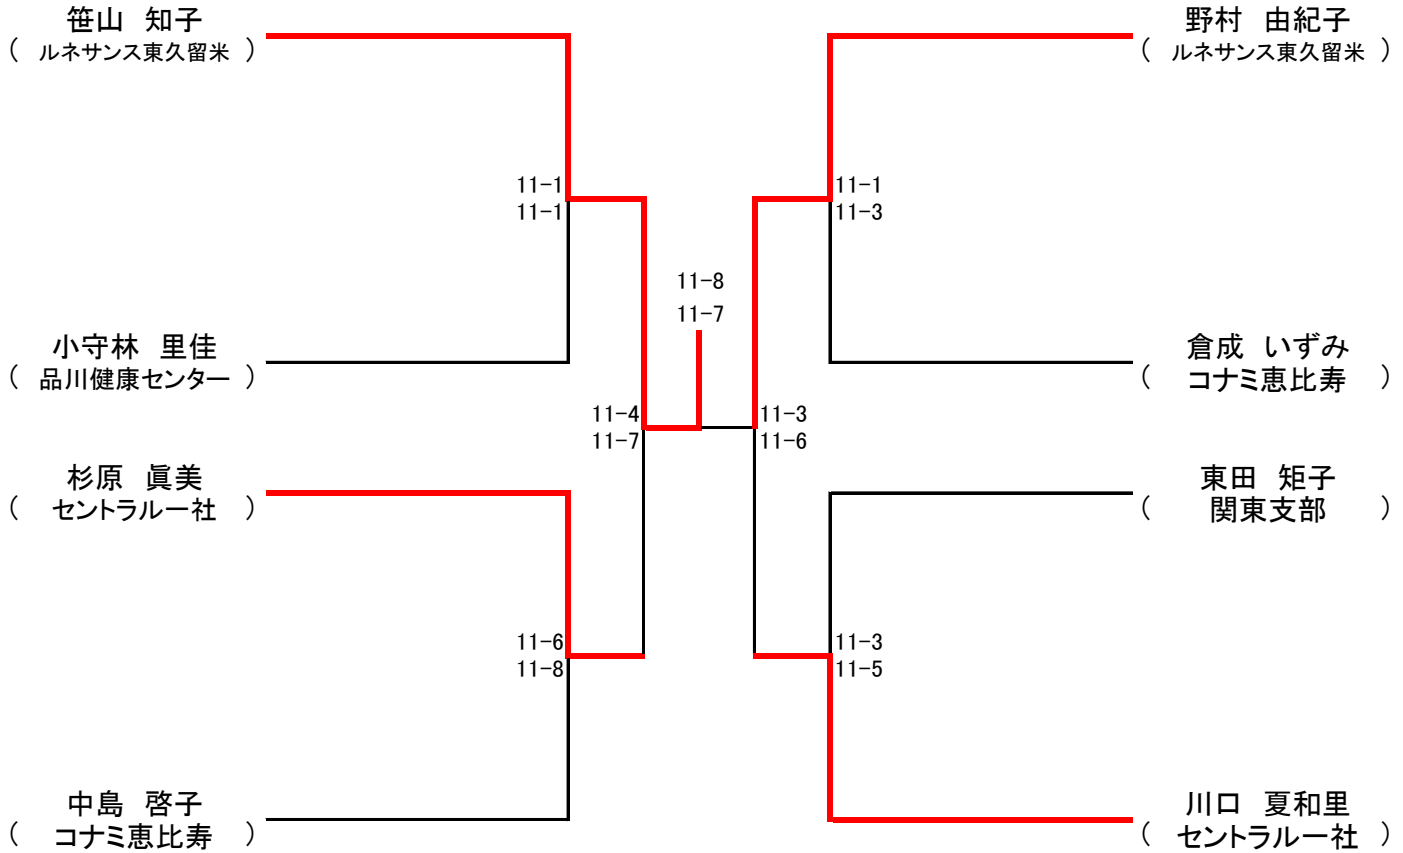 笹山　知子
（ ルネサンス東久留米 ）
野村　由紀子
（ ルネサンス東久留米 ）
11-1
11-1
11-1
11-3
11-8
11-7
小守林　里佳
（ 品川健康センター ）
倉成　いずみ
（ コナミ恵比寿 ）
11-4
11-7
11-3
11-6
杉原　眞美
（ セントラルー社 ）
東田　矩子
（ 関東支部 ）
11-6
11-8
11-3
11-5
中島　啓子
（ コナミ恵比寿 ）
川口　夏和里
（ セントラルー社 ）